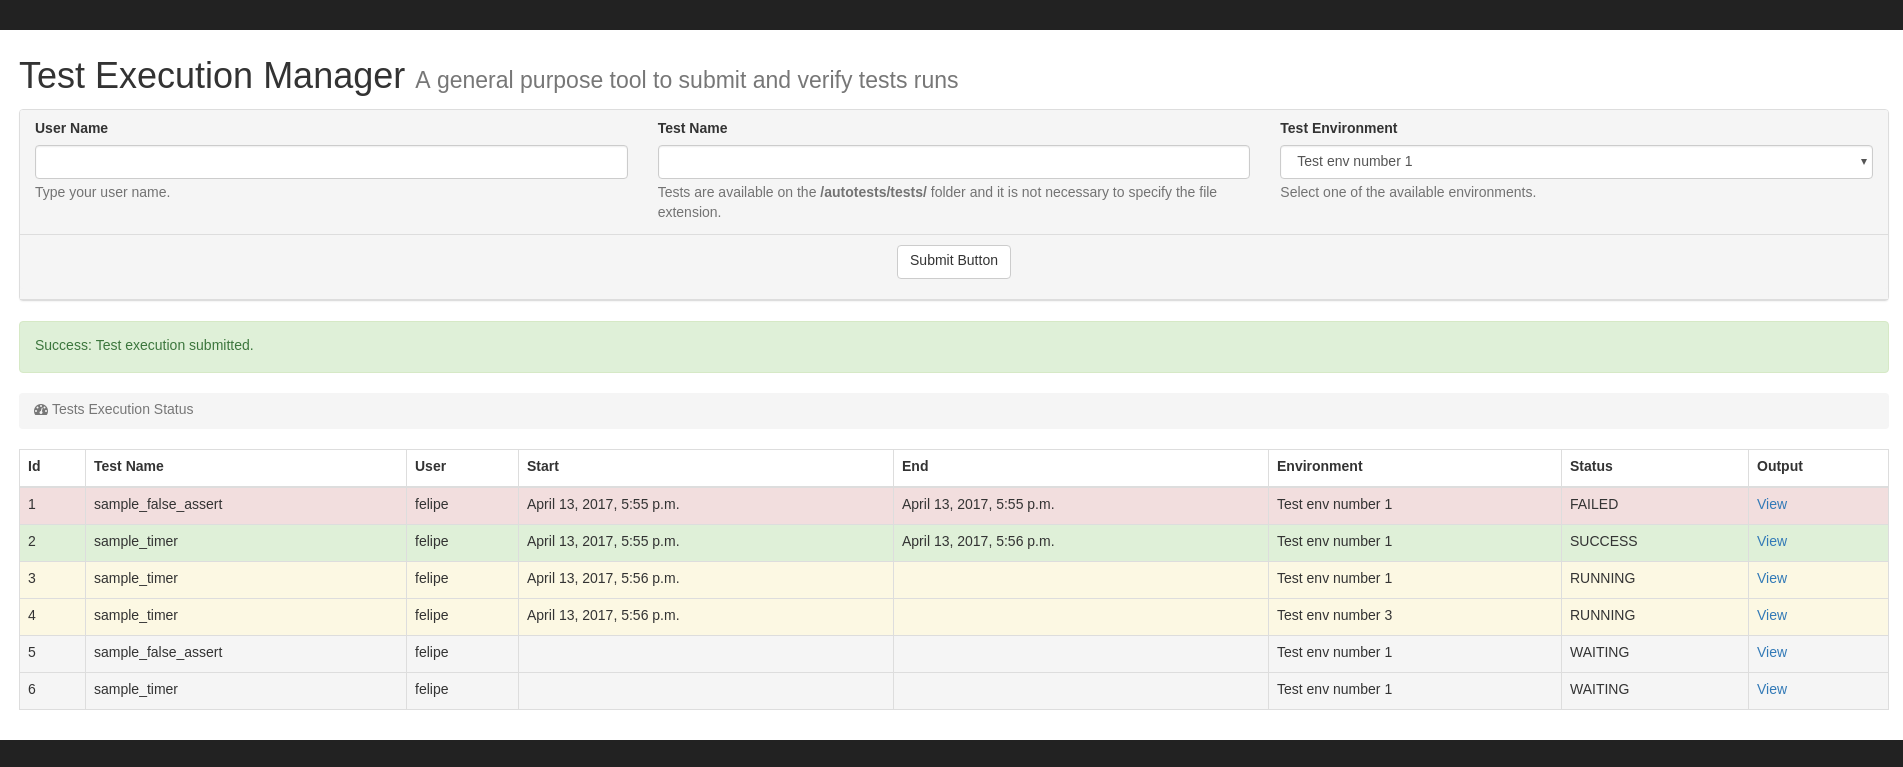 Test Execution Manager A general purpose tool to submit and verify tests runs
User Name Test Name Test Environment
Test env number 1
Type your user name. Tests are available on the /autotests/tests/ folder and it is not necessary to specify the file Select one of the available environments.
extension.
Submit Button
Success: Test execution submitted.
Tests Execution Status
Id Test Name User Start End Environment Status Output
1 sample_false_assert felipe April 13, 2017, 5:55 p.m. April 13, 2017, 5:55 p.m. Test env number 1 FAILED View
2 sample_timer felipe April 13, 2017, 5:55 p.m. April 13, 2017, 5:56 p.m. Test env number 1 SUCCESS View
3 sample_timer felipe April 13, 2017, 5:56 p.m. Test env number 1 RUNNING View
4 sample_timer felipe April 13, 2017, 5:56 p.m. Test env number 3 RUNNING View
5 sample_false_assert felipe Test env number 1 WAITING View
6 sample_timer felipe Test env number 1 WAITING View